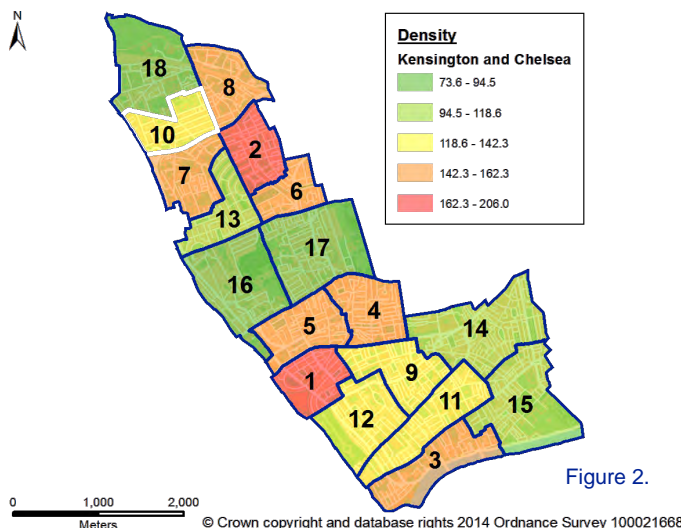 N
Density
Kensington and Chelsea
73.6 - 94.5
94.5 - 118.6
118.6 - 142.3
142.3 - 162.3
162.3 - 206.0
18
8
10
2
7
6
13
17
16
4
5
14
1
9
11
15
12
3
Figure 2.
0 1,000 2,000
Meters
© Crown copyright and database rights 2014 Ordnance Survey 100021668